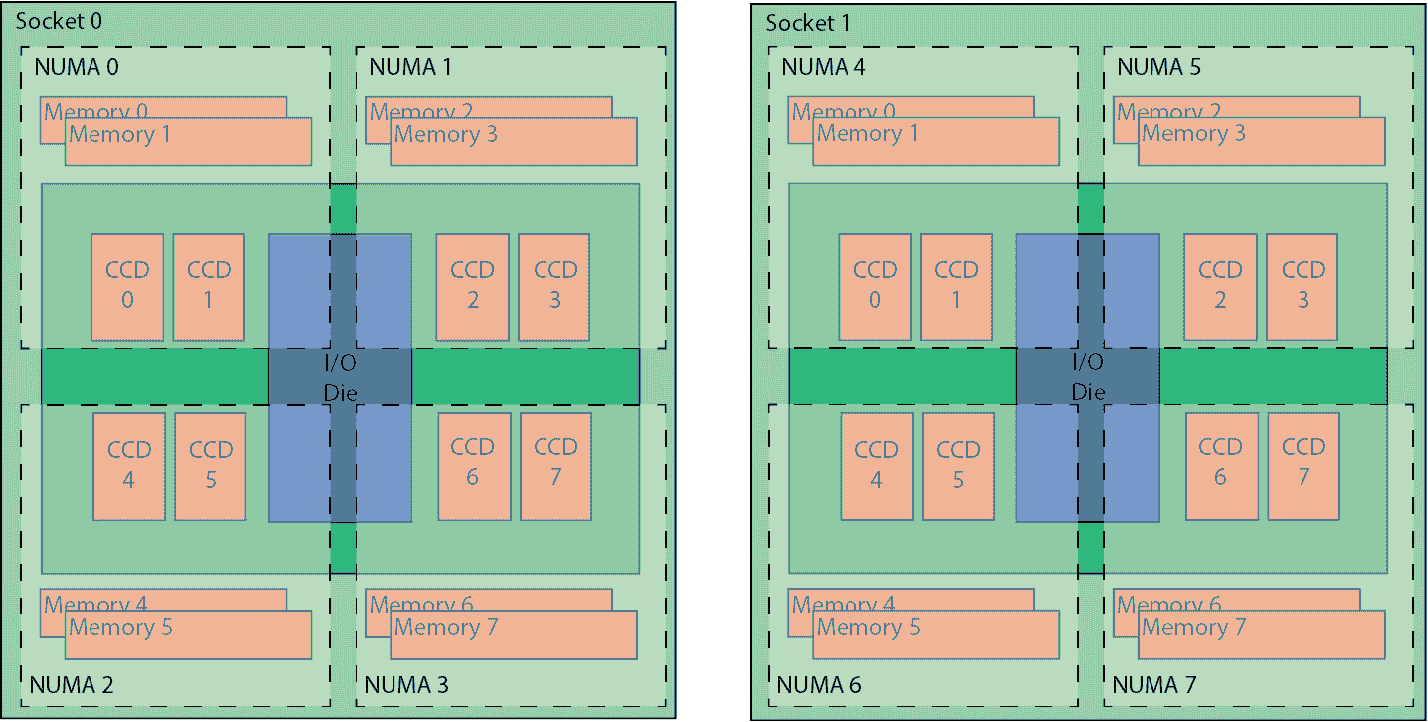 Socket 0
NUMA 0
NUMA 1
Memory 0
Memory 1
Memory 2
Memory 3
CCD
0
CCD
1
CCD
2
CCD
3
I/O
Die
CCD
4
CCD
5
CCD
6
CCD
7
Memory 4
Memory 5
Memory 6
Memory 7
NUMA 2
NUMA 3
Socket 1
NUMA 4
NUMA 5
Memory 0
Memory 1
Memory 2
Memory 3
CCD
0
CCD
1
CCD
2
CCD
3
I/O
Die
CCD
4
CCD
5
CCD
6
CCD
7
Memory 4
Memory 5
Memory 6
Memory 7
NUMA 6
NUMA 7